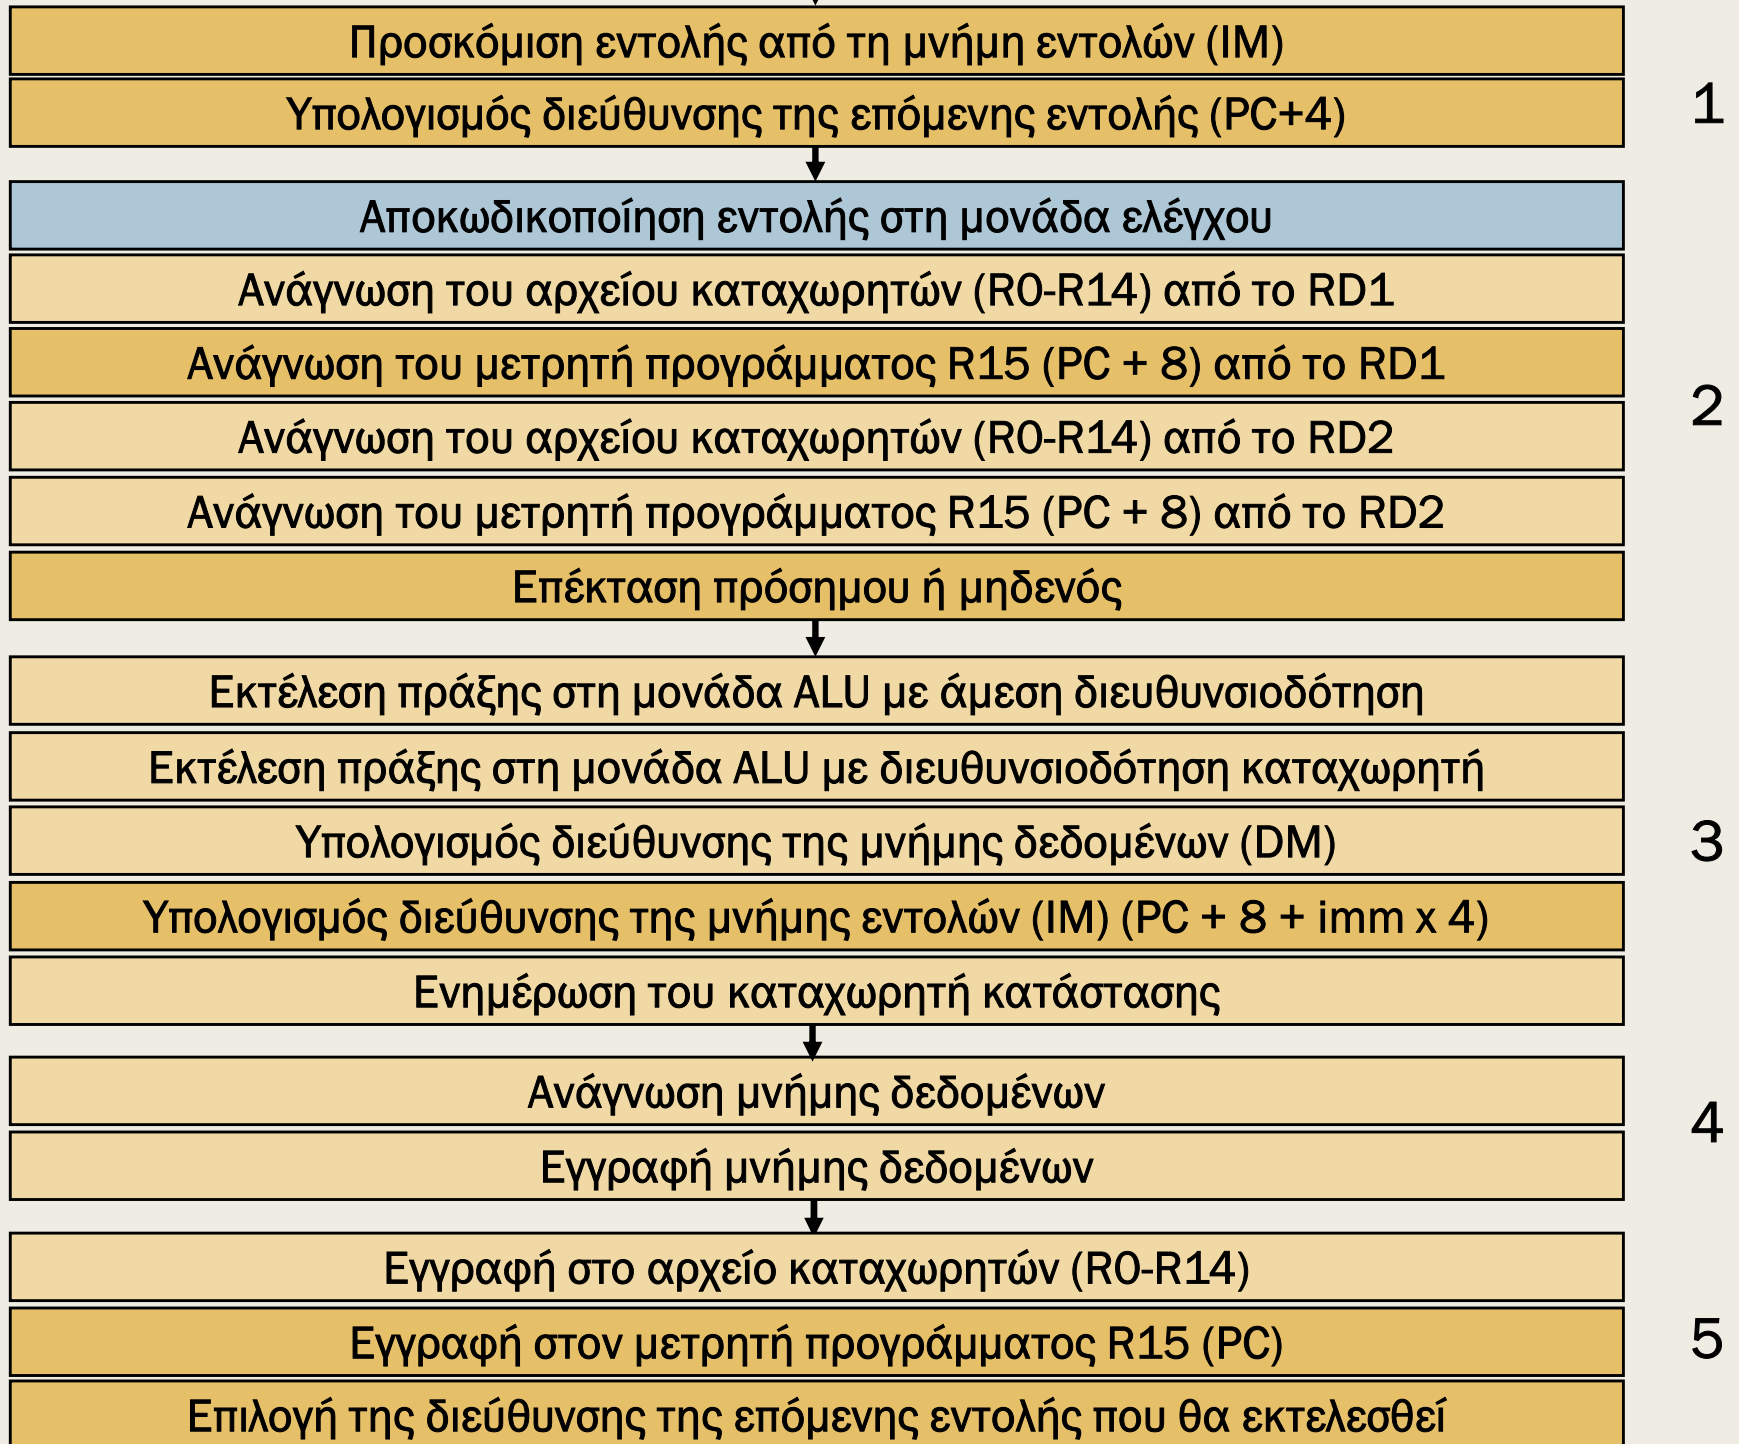 Προσκόμιση εντολής από τη μνήμη εντολών (IM)
Υπολογισμός διεύθυνσης της επόμενης εντολής (PC+4)
1
Αποκωδικοποίηση εντολής στη μονάδα ελέγχου
Ανάγνωση του αρχείου καταχωρητών (R0-R14) από το RD1
Ανάγνωση του μετρητή προγράμματος R15 (PC + 8) από το RD1
2
Ανάγνωση του αρχείου καταχωρητών (R0-R14) από το RD2
Ανάγνωση του μετρητή προγράμματος R15 (PC + 8) από το RD2
Επέκταση πρόσημου ή μηδενός
Εκτέλεση πράξης στη μονάδα ALU με άμεση διευθυνσιοδότηση
Εκτέλεση πράξης στη μονάδα ALU με διευθυνσιοδότηση καταχωρητή
Υπολογισμός διεύθυνσης της μνήμης δεδομένων (DM)
3
Υπολογισμός διεύθυνσης της μνήμης εντολών (IM) (PC + 8 + imm x 4)
Ενημέρωση του καταχωρητή κατάστασης
Ανάγνωση μνήμης δεδομένων
4
Εγγραφή μνήμης δεδομένων
Εγγραφή στο αρχείο καταχωρητών (R0-R14)
Εγγραφή στον μετρητή προγράμματος R15 (PC)
5
Επιλογή της διεύθυνσης της επόμενης εντολής που θα εκτελεσθεί